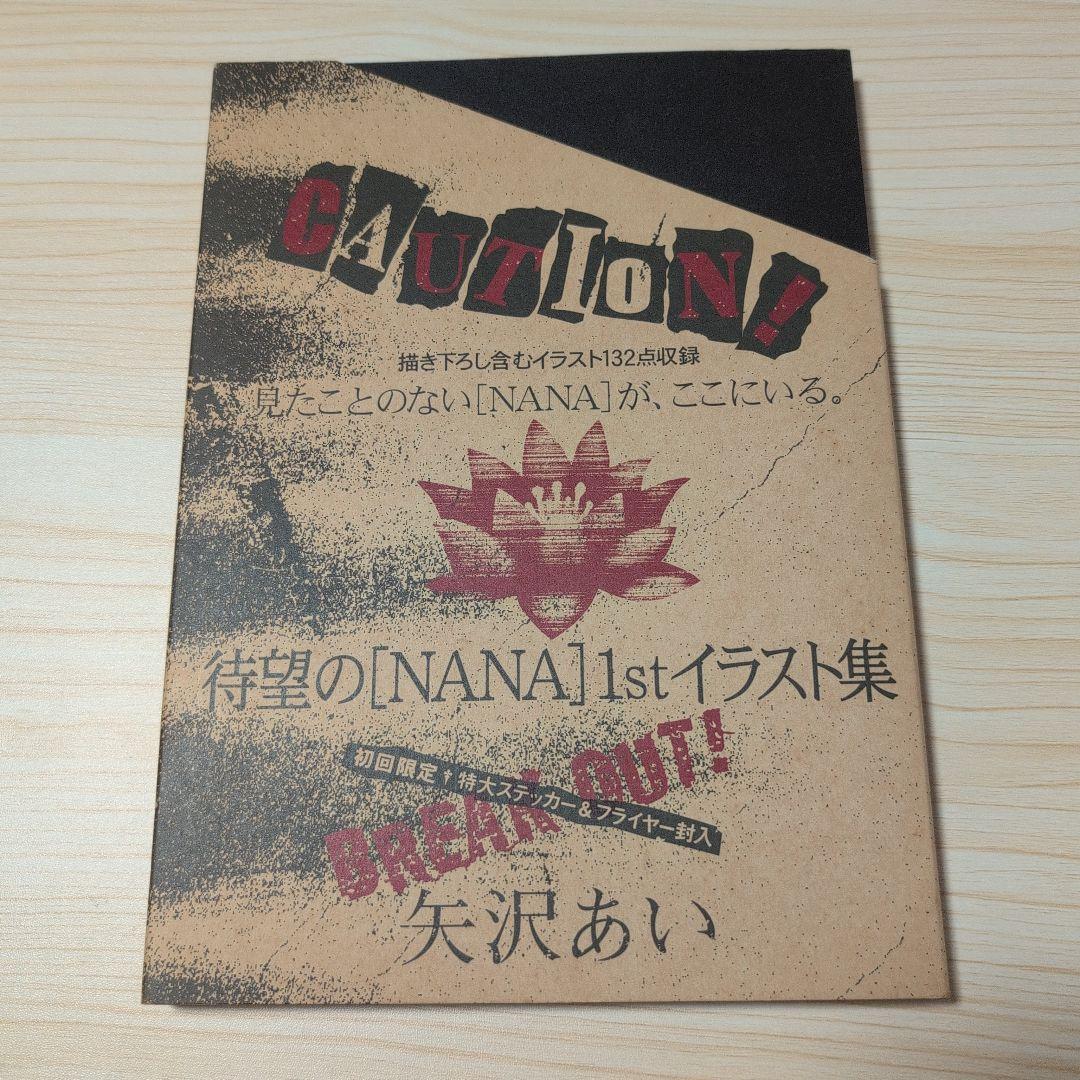 CAUTION!
描き下ろし含むイラスト132点収録
見たことのない[NANA]が、ここにいる。
待望の[NANA]1stイラスト集
BREAK OUT!
初回限定†特大ステッカー&フライヤー封入
矢沢あい